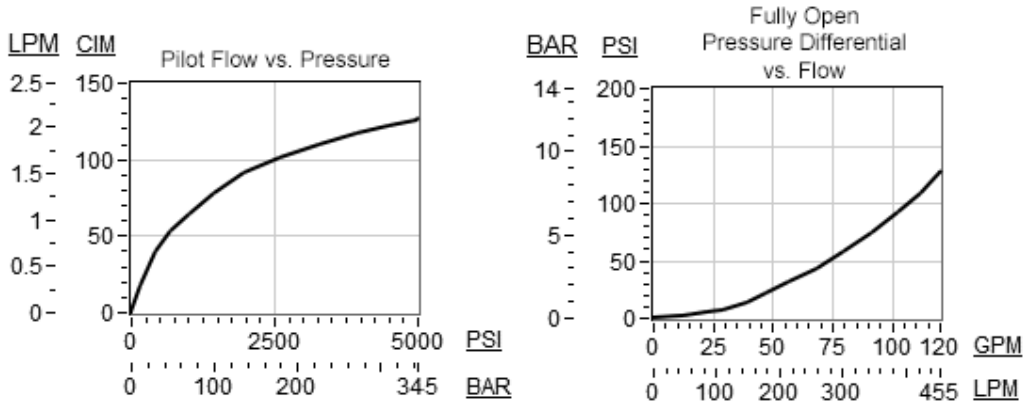 LPM CIM
Pilot Flow vs. Pressure
2.5
2
1.5
1
0.5
0
150
100
50
0
0 2500 5000 PSI
0 100 200 345 BAR
BAR PSI
Fully Open
Pressure Differential
vs. Flow
14
10
5
0
200
150
100
50
0
0 25 50 75 100 120 GPM
0 100 200 300 455 LPM